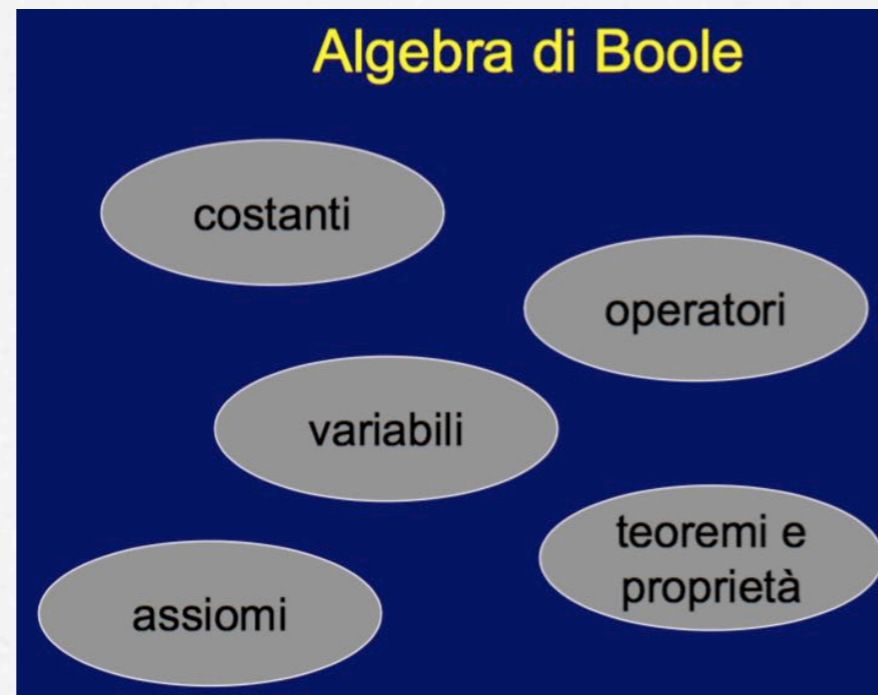 Algebra di Boole
costanti
operatori
variabili
teoremi e
proprietà
assiomi